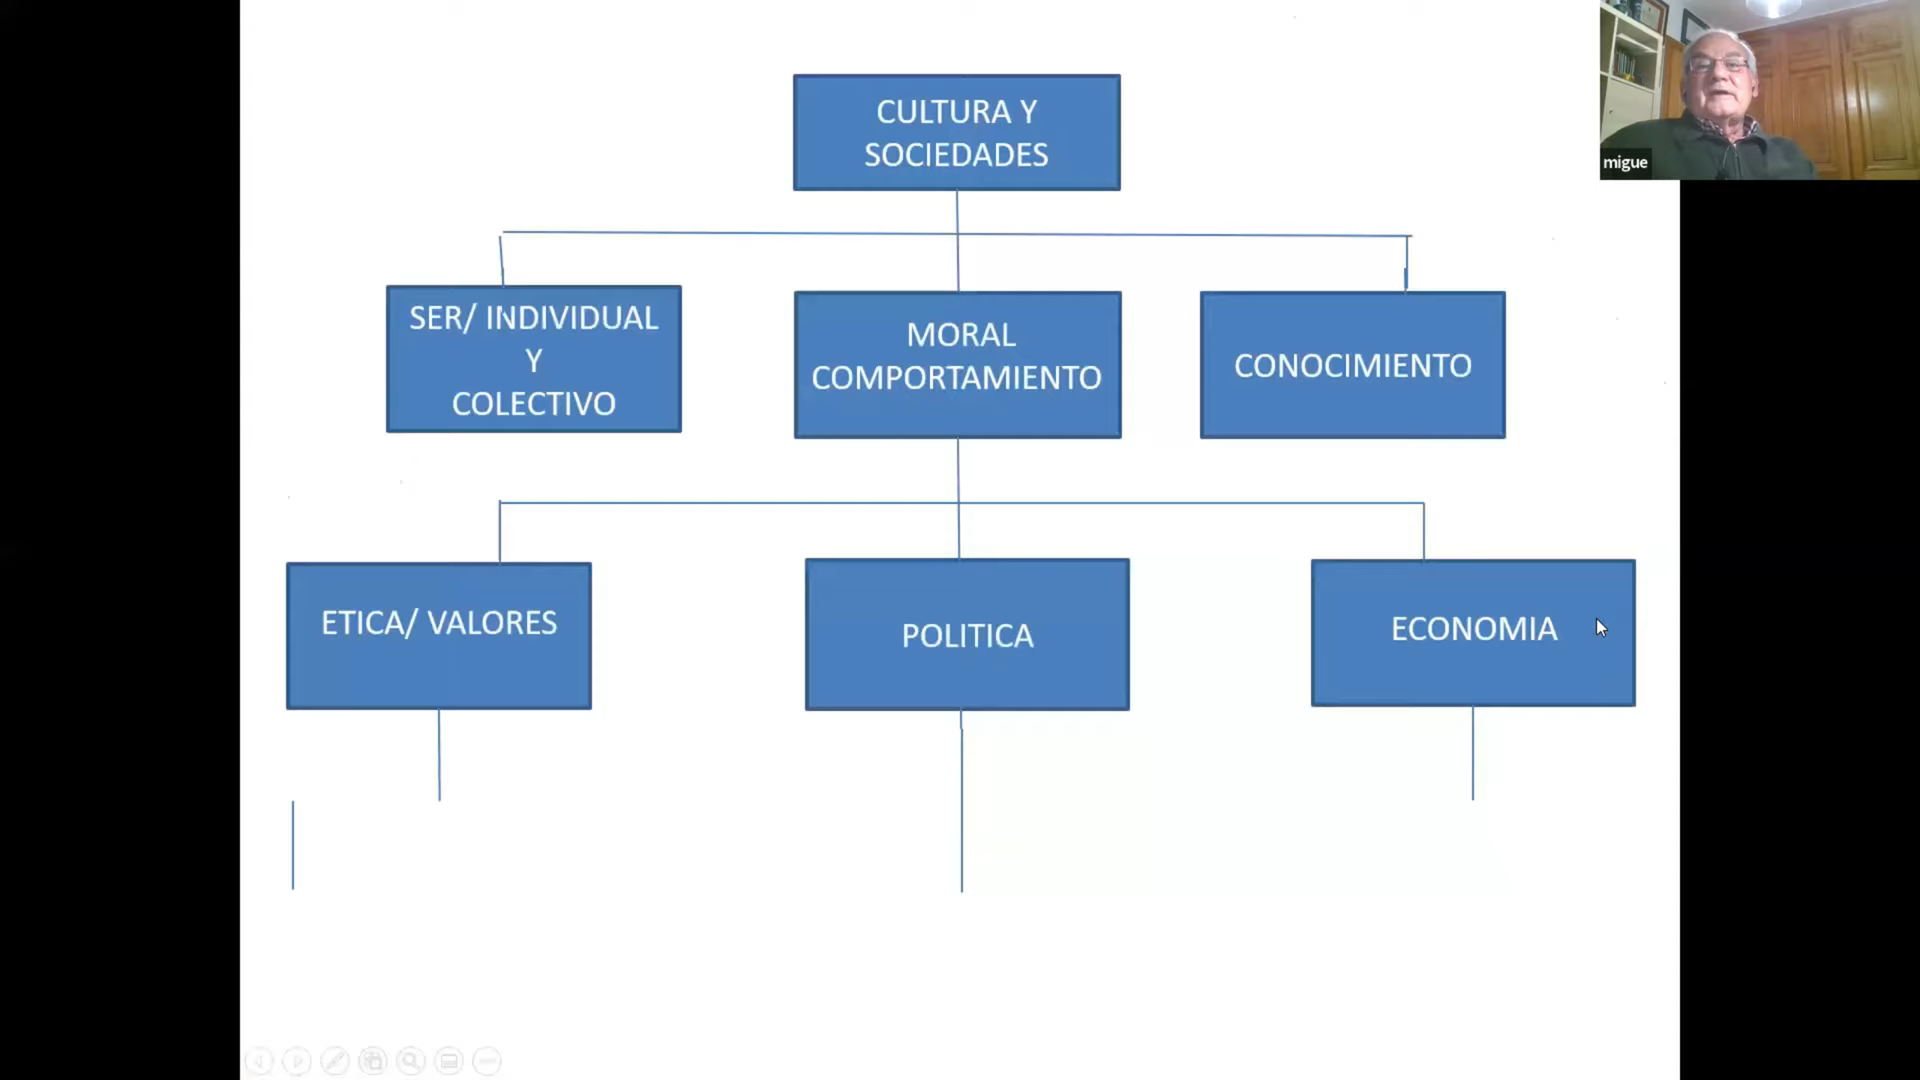 CULTURA Y
SOCIEDADES
migue
SER/ INDIVIDUAL
Y
COLECTIVO
MORAL
COMPORTAMIENTO
CONOCIMIENTO
ETICA/ VALORES
POLITICA
ECONOMIA